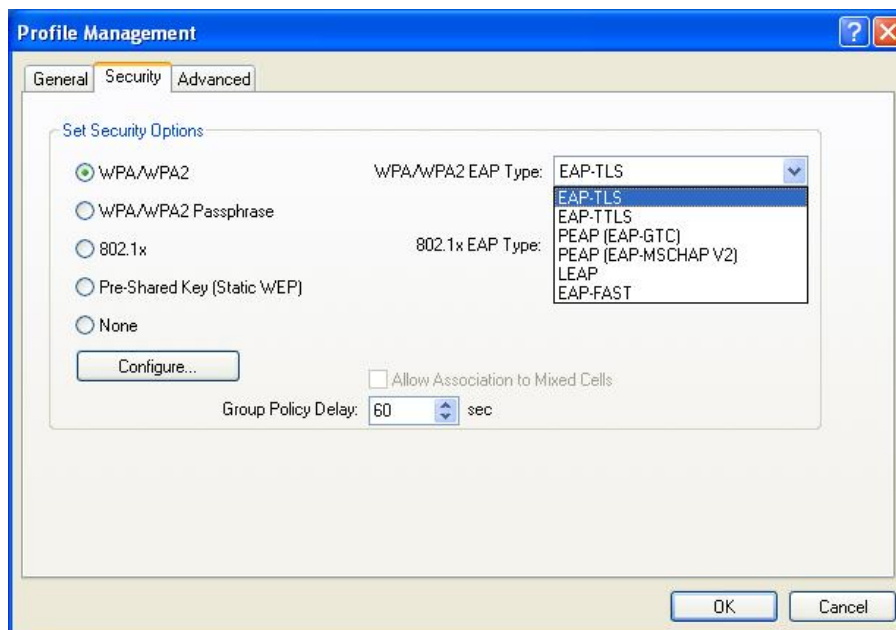 Profile Management
General Security Advanced
Set Security Options
WPA/WPA2 WPA/WPA2 EAP Type: EAP-TLS
EAP-TLS
WPA/WPA2 Passphrase EAP-TTLS
PEAP (EAP-GTC)
802.1x 802.1x EAP Type: PEAP (EAP-MSCHAP V2)
LEAP
Pre-Shared Key (Static WEP) EAP-FAST
None
Configure...
Allow Association to Mixed Cells
Group Policy Delay: 60 sec
OK Cancel